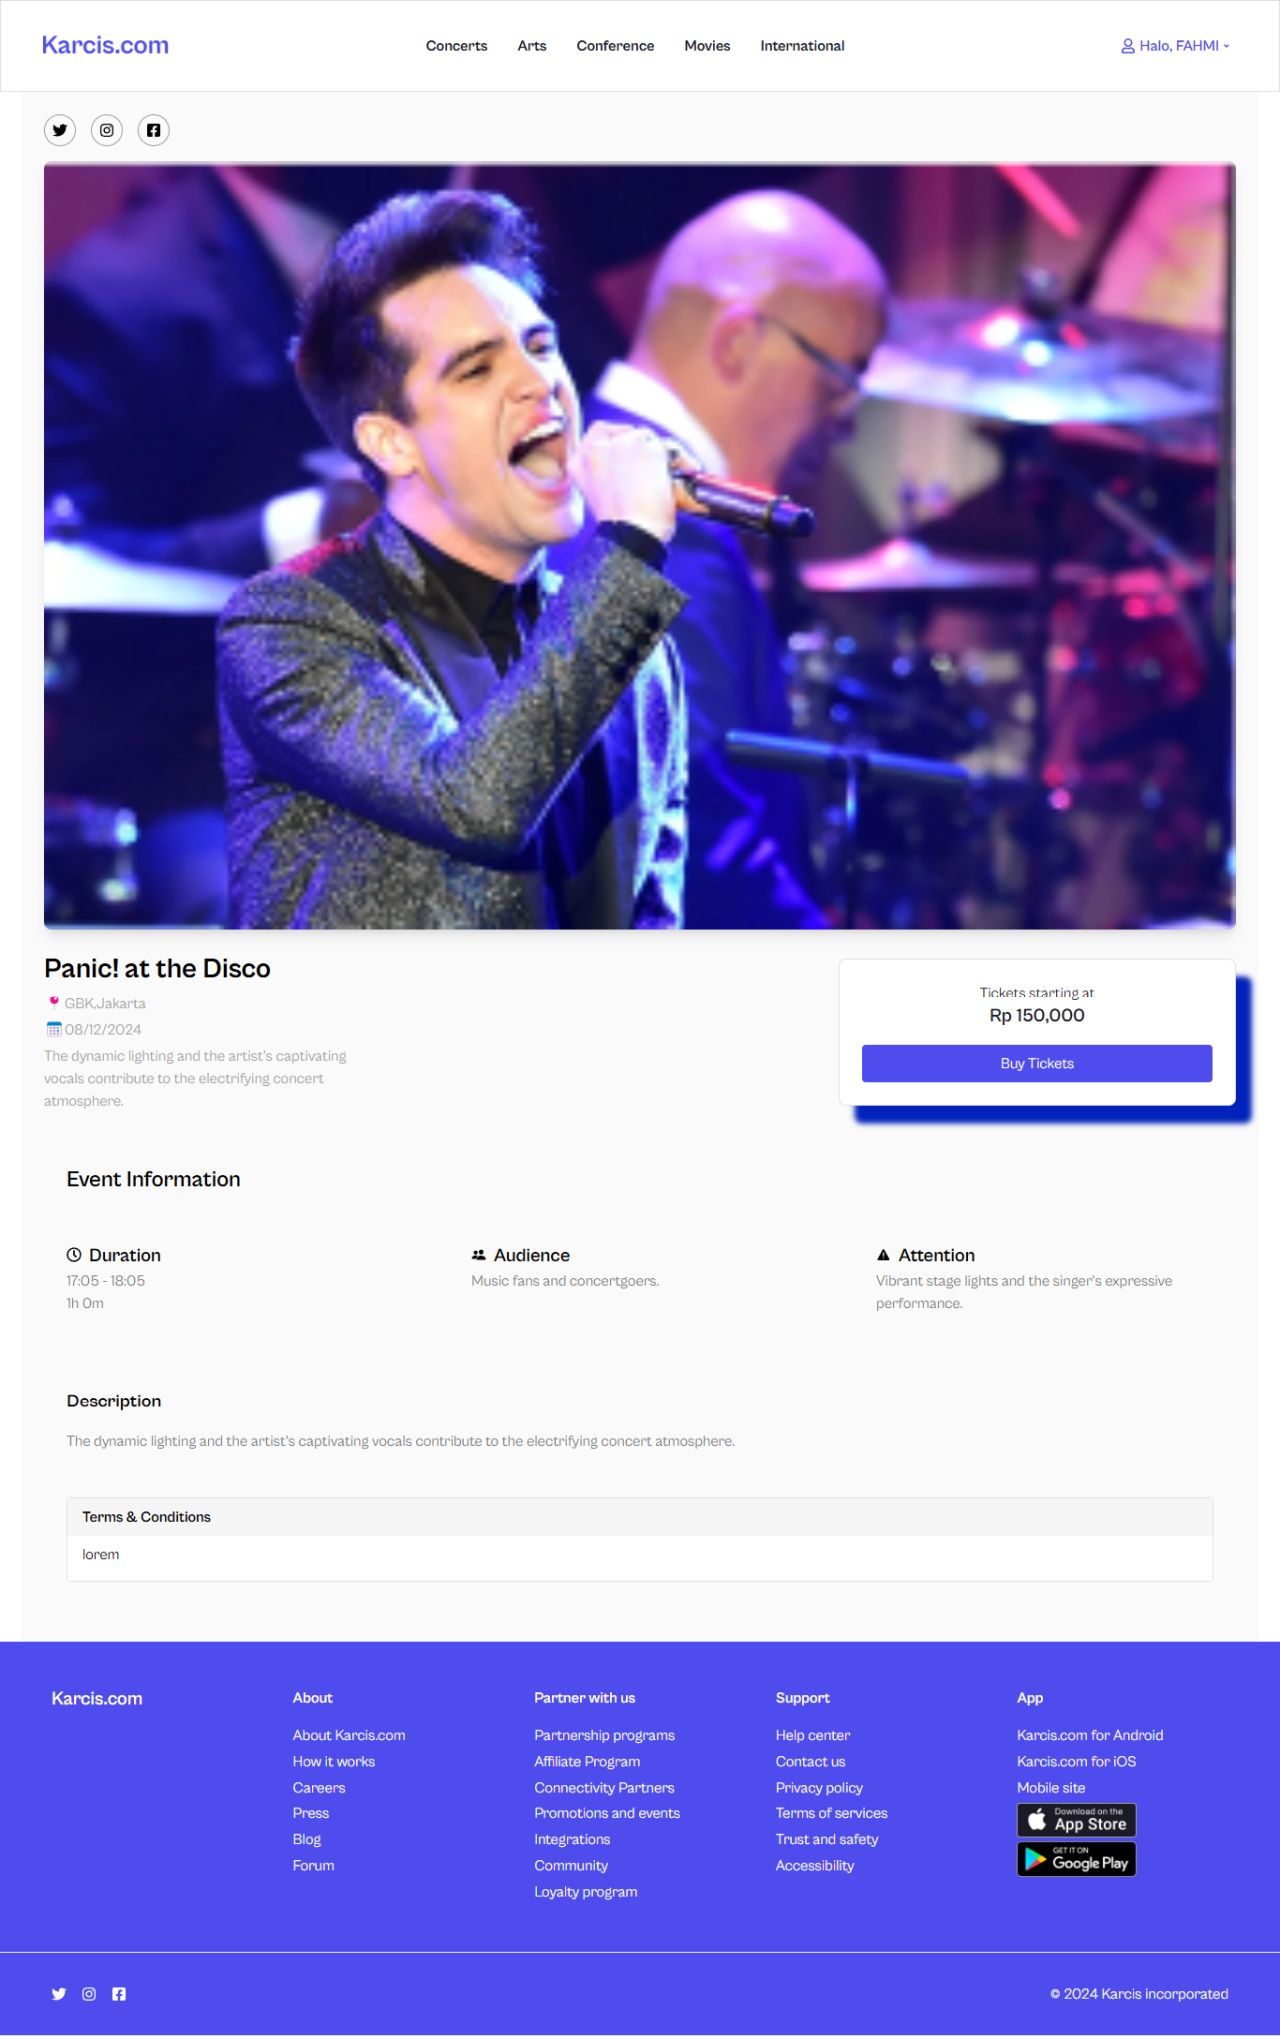 Karcis.com
Concerts Arts Conference Movies International
Halo, FAHMI
Panic! at the Disco
GBK,Jakarta
08/12/2024
The dynamic lighting and the artist's captivating
vocals contribute to the electrifying concert
atmosphere.
Tickets starting at
Rp 150,000
Buy Tickets
Event Information
Duration
17:05 - 18:05
1h 0m
Audience
Music fans and concertgoers.
Attention
Vibrant stage lights and the singer's expressive
performance.
Description
The dynamic lighting and the artist's captivating vocals contribute to the electrifying concert atmosphere.
Terms & Conditions
lorem
Karcis.com
About
About Karcis.com
How it works
Careers
Press
Blog
Forum
Partner with us
Partnership programs
Affiliate Program
Connectivity Partners
Promotions and events
Integrations
Community
Loyalty program
Support
Help center
Contact us
Privacy policy
Terms of services
Trust and safety
Accessibility
App
Karcis.com for Android
Karcis.com for iOS
Mobile site
Download on the
App Store
GET IT ON
Google Play
© 2024 Karcis incorporated